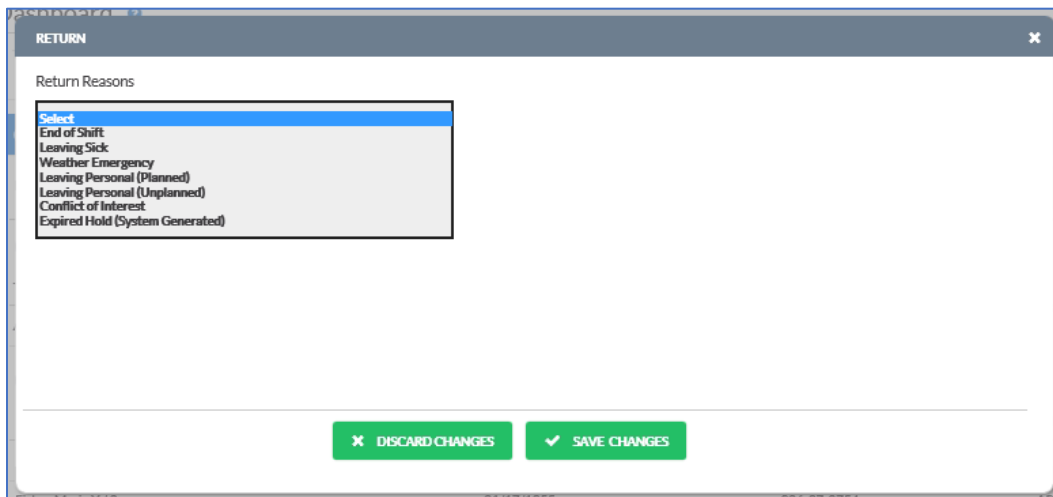 Dashboard
RETURN
Return Reasons
Select
End of Shift
Leaving Sick
Weather Emergency
Leaving Personal (Planned)
Leaving Personal (Unplanned)
Conflict of Interest
Expired Hold (System Generated)
DISCARD CHANGES
SAVE CHANGES